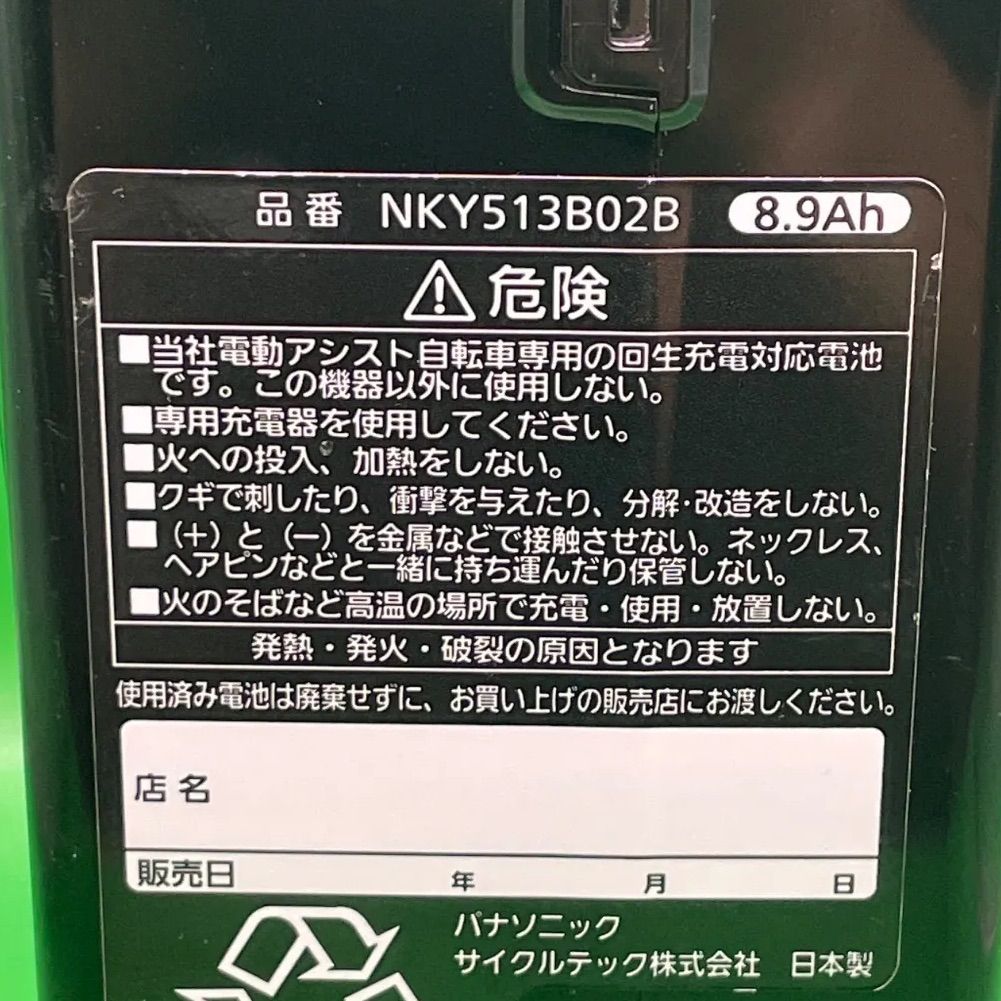 品番 NKY513B02B 8.9Ah
危険
■当社電動アシスト自転車専用の回生充電対応電池
です。この機器以外に使用しない。
■専用充電器を使用してください。
■火への投入、加熱をしない。
■クギで刺したり、衝撃を与えたり、分解・改造をしない。
■(+)と(−)を金属などで接触させない。ネックレス、
ヘアピンなどと一緒に持ち運んだり保管しない。
■火のそばなど高温の場所で充電・使用・放置しない。
発熱・発火・破裂の原因となります
使用済み電池は廃棄せずに、お買い上げの販売店にお渡しください。
店名
販売日 年 月 日
パナソニック
サイクルテック株式会社 日本製